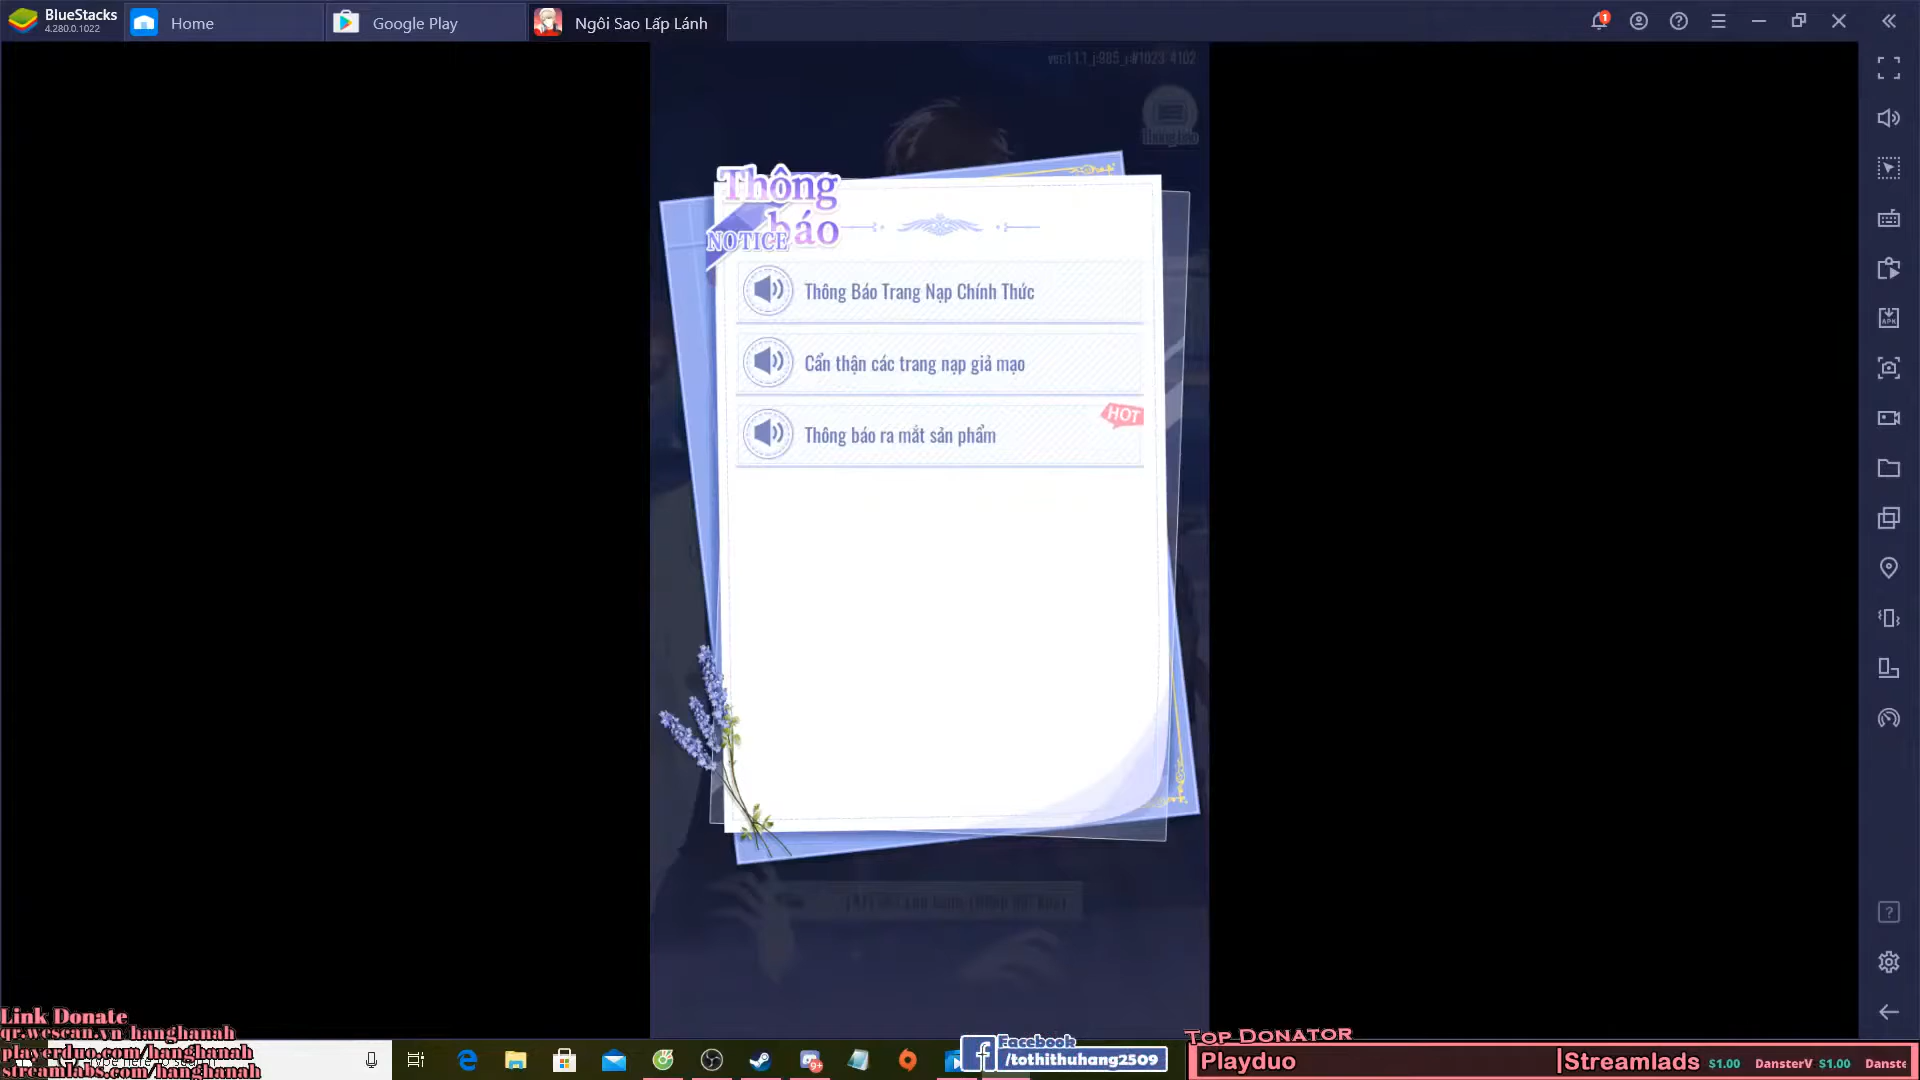 BlueStacks
4.280.0.1022
Home
Google Play
Ngôi Sao Lấp Lánh
1
Thông
báo
NOTICE
Thông Báo Trang Nạp Chính Thức
Cẩn thận các trang nạp giả mạo
HOT
Thông báo ra mắt sản phẩm
APK
Link Donate
qr.wescan.vn/hanghanah
playerduo.com/hanghanah
streamlabs.com/hanghanah
9+
Facebook
/tothithuhang2509
Top Donator
Playduo
Streamlads $1.00 DansterV $1.00